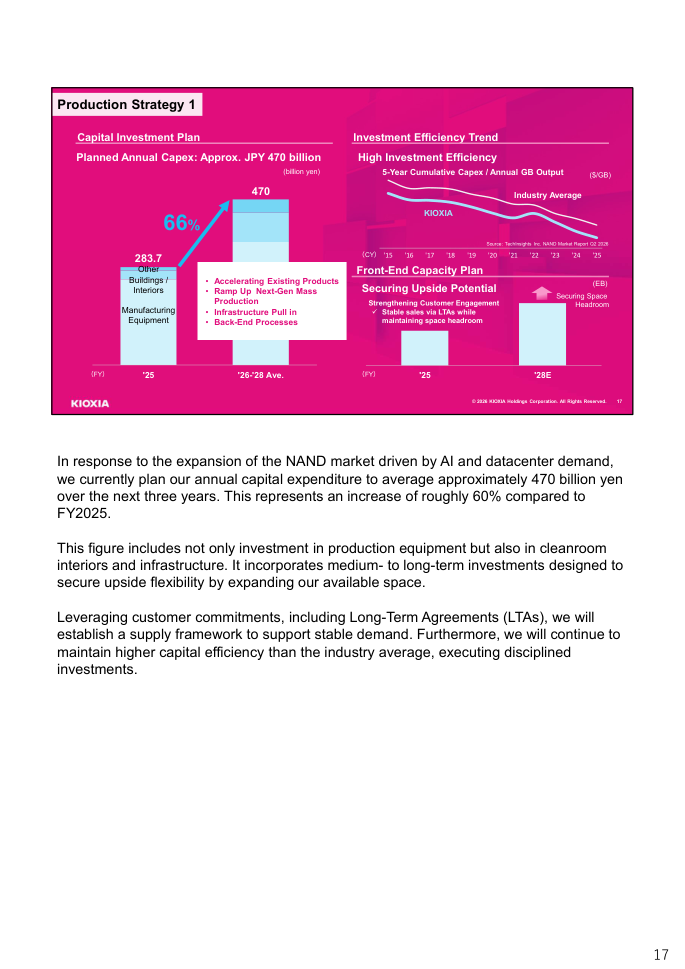 Production Strategy 1
Capital Investment Plan
Planned Annual Capex: Approx. JPY 470 billion
(billion yen)
470
66%
283.7
Other
Buildings /
Interiors
Manufacturing
Equipment
• Accelerating Existing Products
• Ramp Up Next-Gen Mass
Production
• Infrastructure Pull in
• Back-End Processes
(FY)
'25
'26-'28 Ave.
Investment Efficiency Trend
High Investment Efficiency
5-Year Cumulative Capex / Annual GB Output
($/GB)
Industry Average
KIOXIA
Source: TechInsights Inc. NAND Market Report Q2 2026
(CY) '15 '16 '17 '18 '19 '20 '21 '22 '23 '24 '25
Front-End Capacity Plan
(EB)
Securing Upside Potential
Securing Space
Headroom
Strengthening Customer Engagement
✓ Stable sales via LTAs while
maintaining space headroom
(FY)
'25
'28E
KIOXIA
© 2026 KIOXIA Holdings Corporation. All Rights Reserved. 17
In response to the expansion of the NAND market driven by AI and datacenter demand,
we currently plan our annual capital expenditure to average approximately 470 billion yen
over the next three years. This represents an increase of roughly 60% compared to
FY2025.
This figure includes not only investment in production equipment but also in cleanroom
interiors and infrastructure. It incorporates medium- to long-term investments designed to
secure upside flexibility by expanding our available space.
Leveraging customer commitments, including Long-Term Agreements (LTAs), we will
establish a supply framework to support stable demand. Furthermore, we will continue to
maintain higher capital efficiency than the industry average, executing disciplined
investments.
17